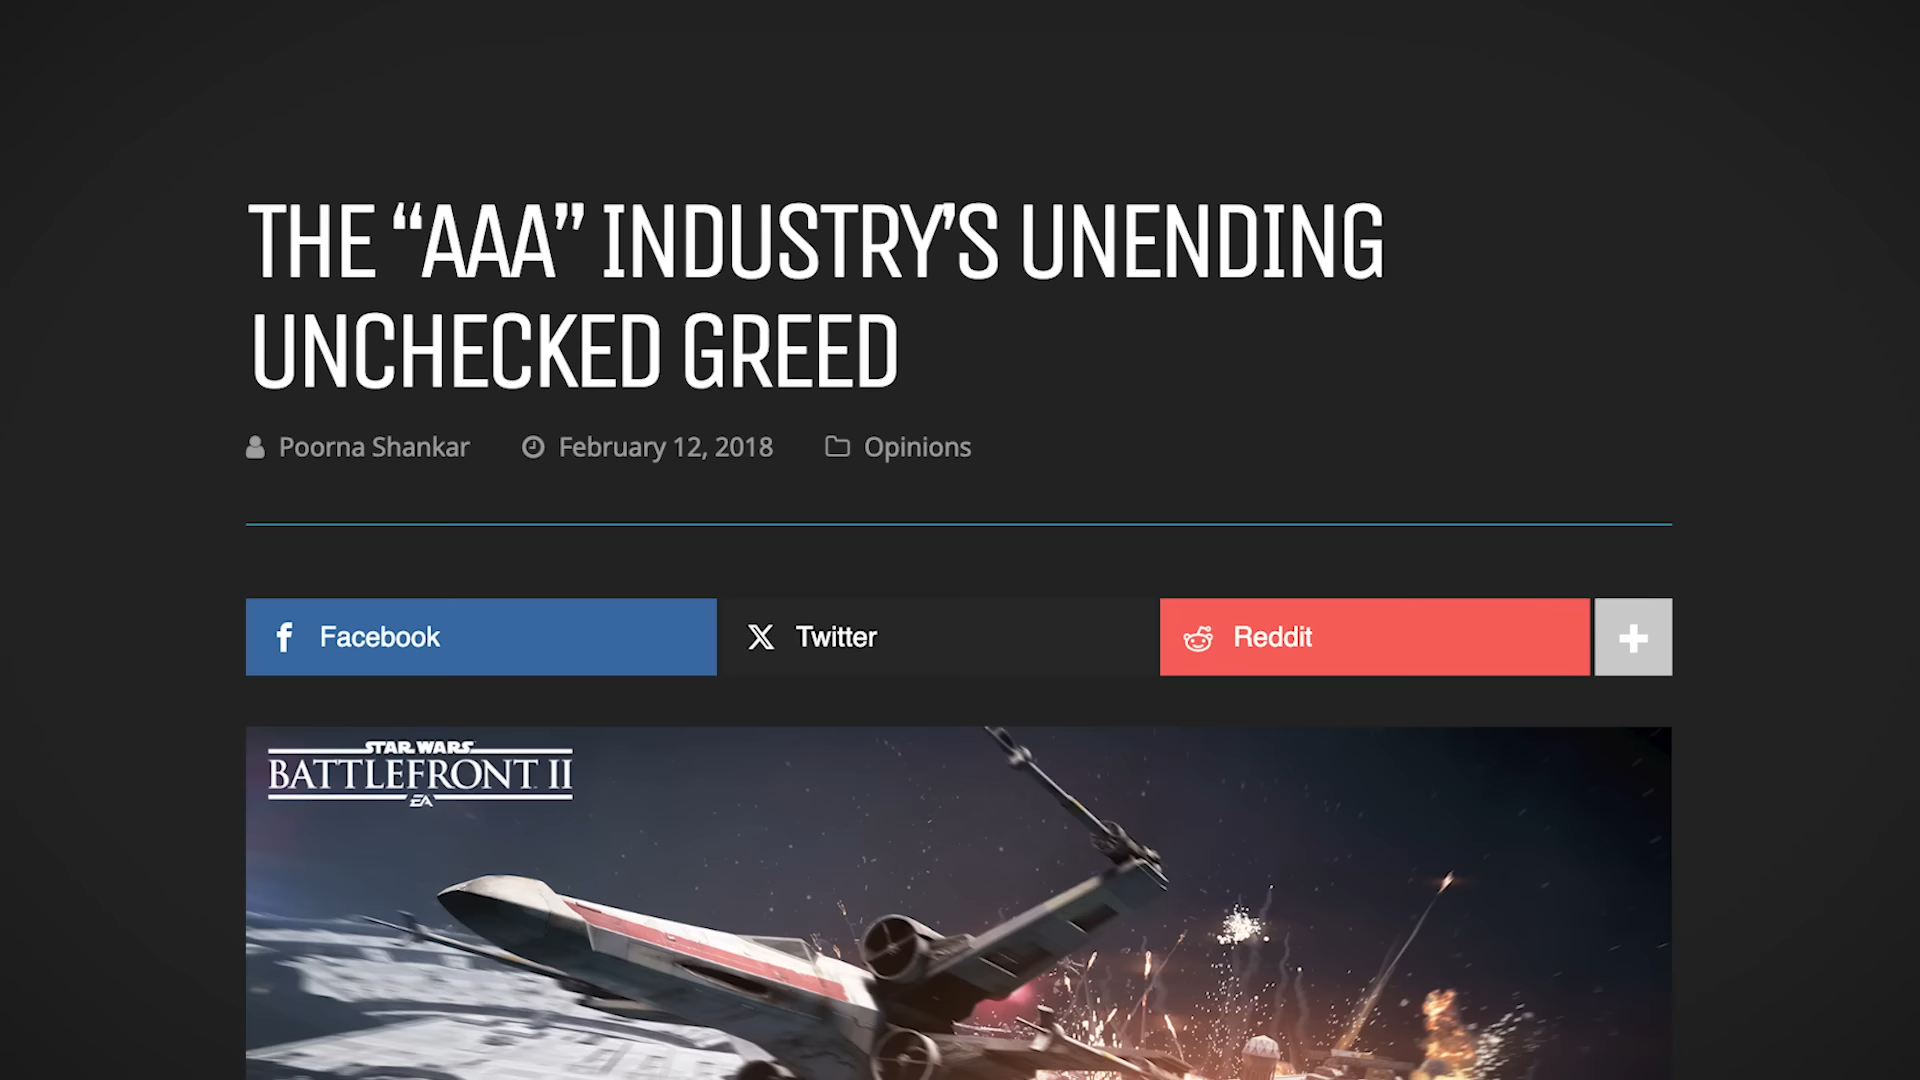 THE “AAA” INDUSTRY’S UNENDING
UNCHECKED GREED
Poorna Shankar February 12, 2018 Opinions
Facebook Twitter Reddit
STAR WARS
BATTLEFRONT II
EA